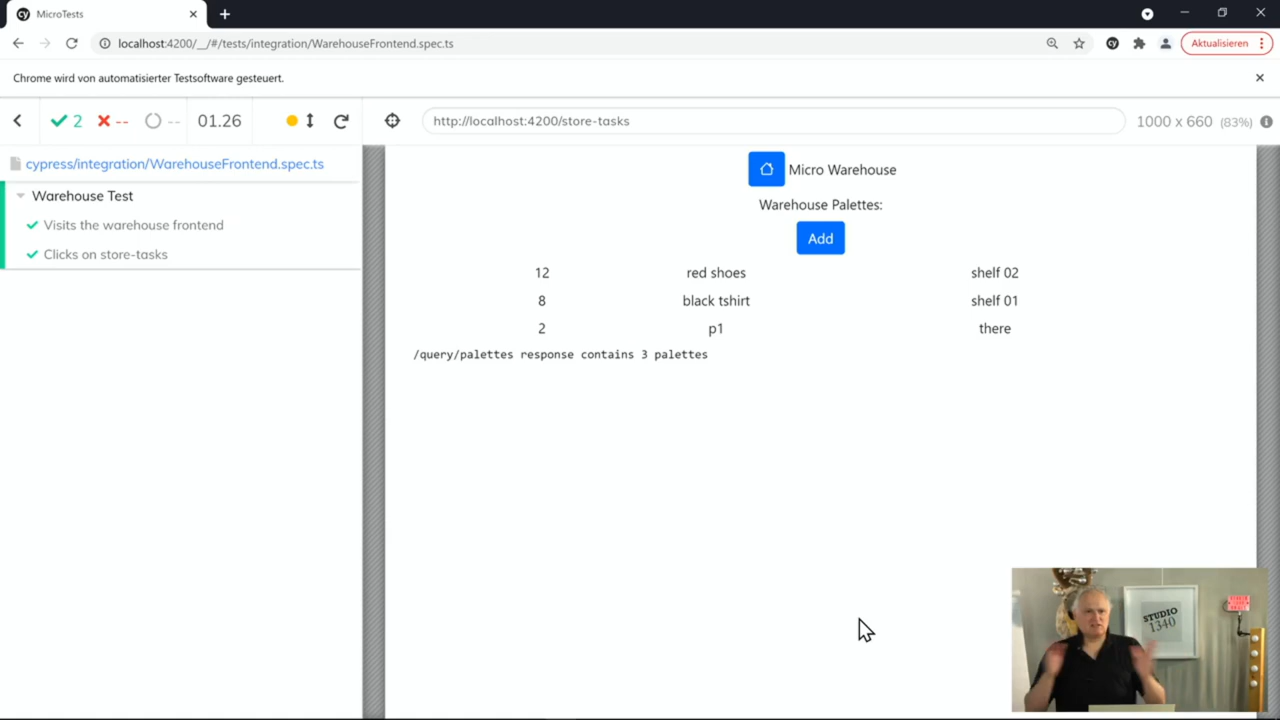 MicroTests
localhost:4200/__/#/tests/integration/WarehouseFrontend.spec.ts
Aktualisieren
Chrome wird von automatisierter Testsoftware gesteuert.
2
--
--
01.26
http://localhost:4200/store-tasks
1000 x 660 (83%)
cypress/integration/WarehouseFrontend.spec.ts
Warehouse Test
Visits the warehouse frontend
Clicks on store-tasks
Micro Warehouse
Warehouse Palettes:
Add
12 red shoes shelf 02
8 black tshirt shelf 01
2 p1 there
/query/palettes response contains 3 palettes
STUDIO
1340